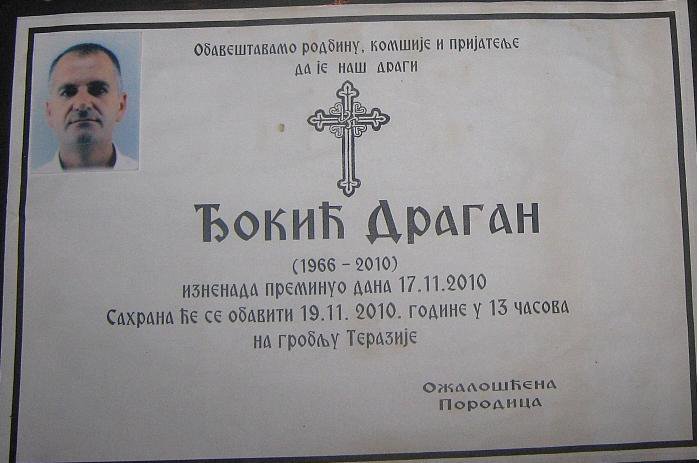 Обавештавамо родбину, комшије и пријатеље
да је наш драги
Ђокић Драган
(1966 – 2010)
изненада преминуо дана 17.11.2010
Сахрана ће се обавити 19.11. 2010. године у 13 часова
на гробљу Теразије
Ожалошћена
Породица